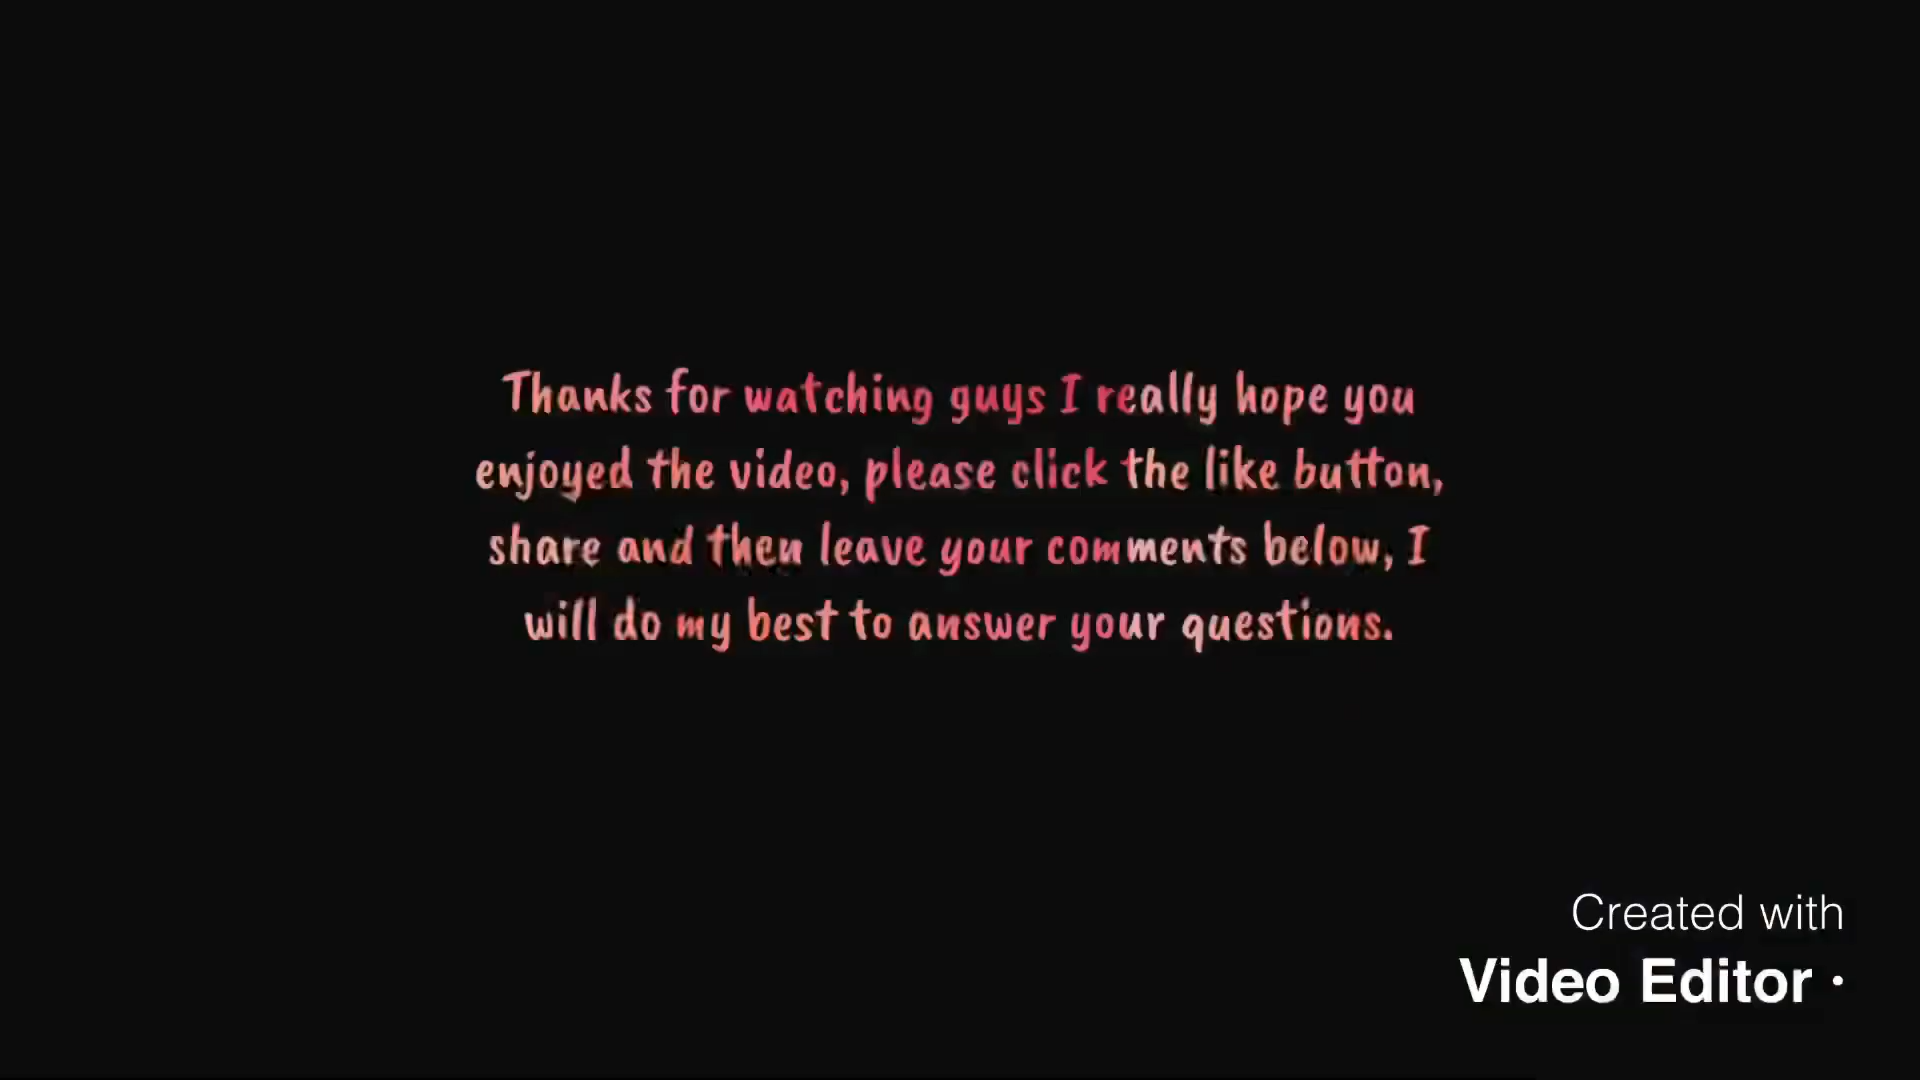 Thanks for watching guys I really hope you
enjoyed the video, please click the like button,
share and then leave your comments below, I
will do my best to answer your questions.
Created with
Video Editor ·